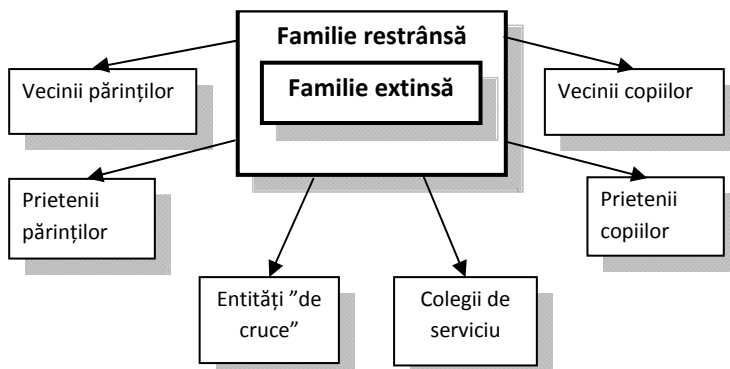 Familie restrânsă
Familie extinsă
Vecinii părinților
Vecinii copiilor
Prietenii
părinților
Prietenii
copiilor
Entități ”de
cruce”
Colegii de
serviciu